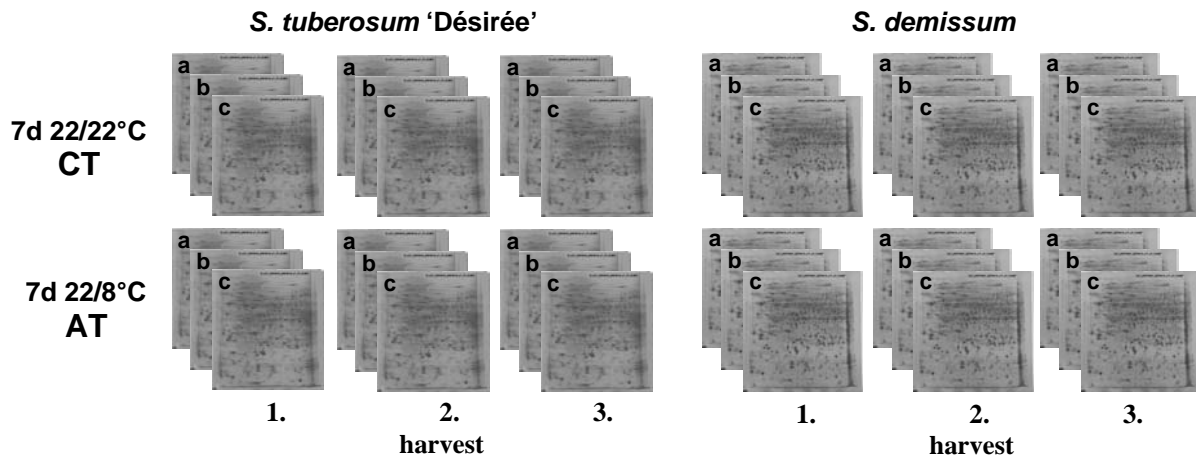 S. tuberosum ‘Désirée’ S. demissum
7d 22/22°C
CT
a a a a a a
b b b b b b
c c c c c c
7d 22/8°C
AT
a a a a a a
b b b b b b
c c c c c c
1. 2. 3. 1. 2. 3.
harvest harvest